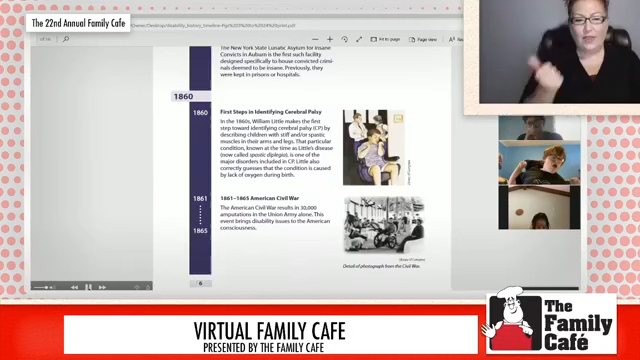 The 22nd Annual Family Cafe
Fit to page
Page view
The New York State Lunatic Asylum for Insane
Convicts in Auburn is the first such facility
designed specifically to house convicted crimi-
nals deemed to be insane. Previously, they
were kept in prisons or hospitals.
1860
1860
First Steps in Identifying Cerebral Palsy
In the 1860s, William Little makes the first
step toward identifying cerebral palsy (CP) by
describing children with stiff and/or spastic
muscles in their arms and legs. That particular
condition, known at the time as Little's disease
(now called spastic diplegia), is one of the
major disorders included in CP. Little also
correctly guesses that the condition is caused
by lack of oxygen during birth.
1861
1865
1861–1865 American Civil War
The American Civil War results in 30,000
amputations in the Union Army alone. This
event brings disability issues to the American
consciousness.
Detail of photograph from the Civil War.
6
VIRTUAL FAMILY CAFE
PRESENTED BY THE FAMILY CAFE
The
Family
Café